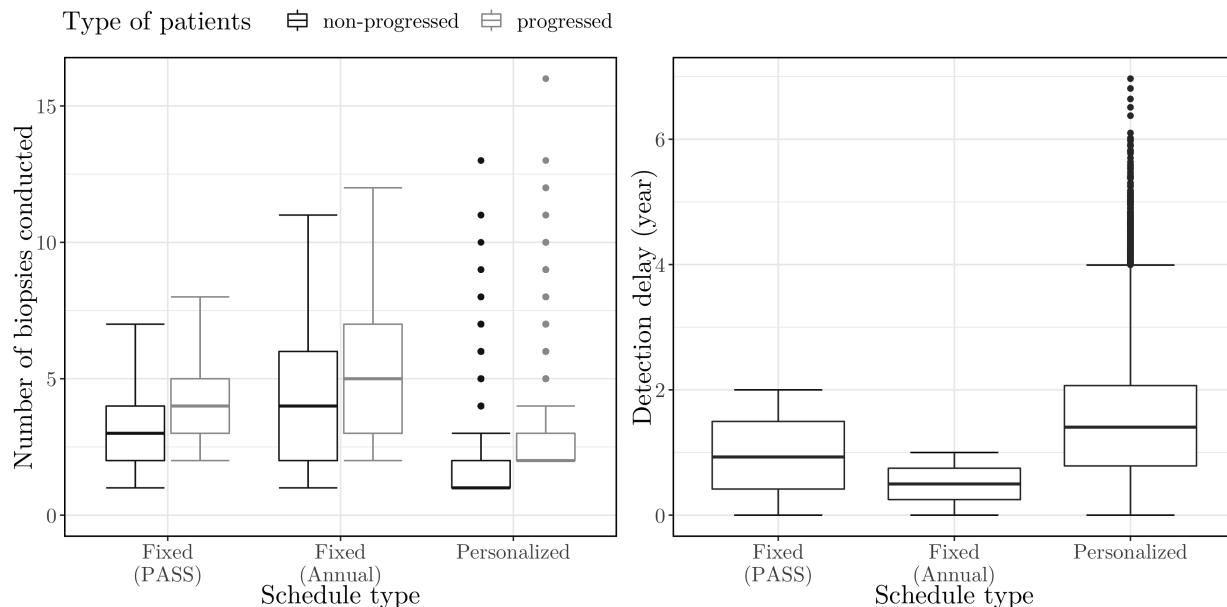 Type of patients non-progressed progressed
Number of biopsies conducted
15
10
5
0
Fixed
(PASS)
Fixed
(Annual)
Personalized
Schedule type
Detection delay (year)
6
4
2
0
Fixed
(PASS)
Fixed
(Annual)
Personalized
Schedule type